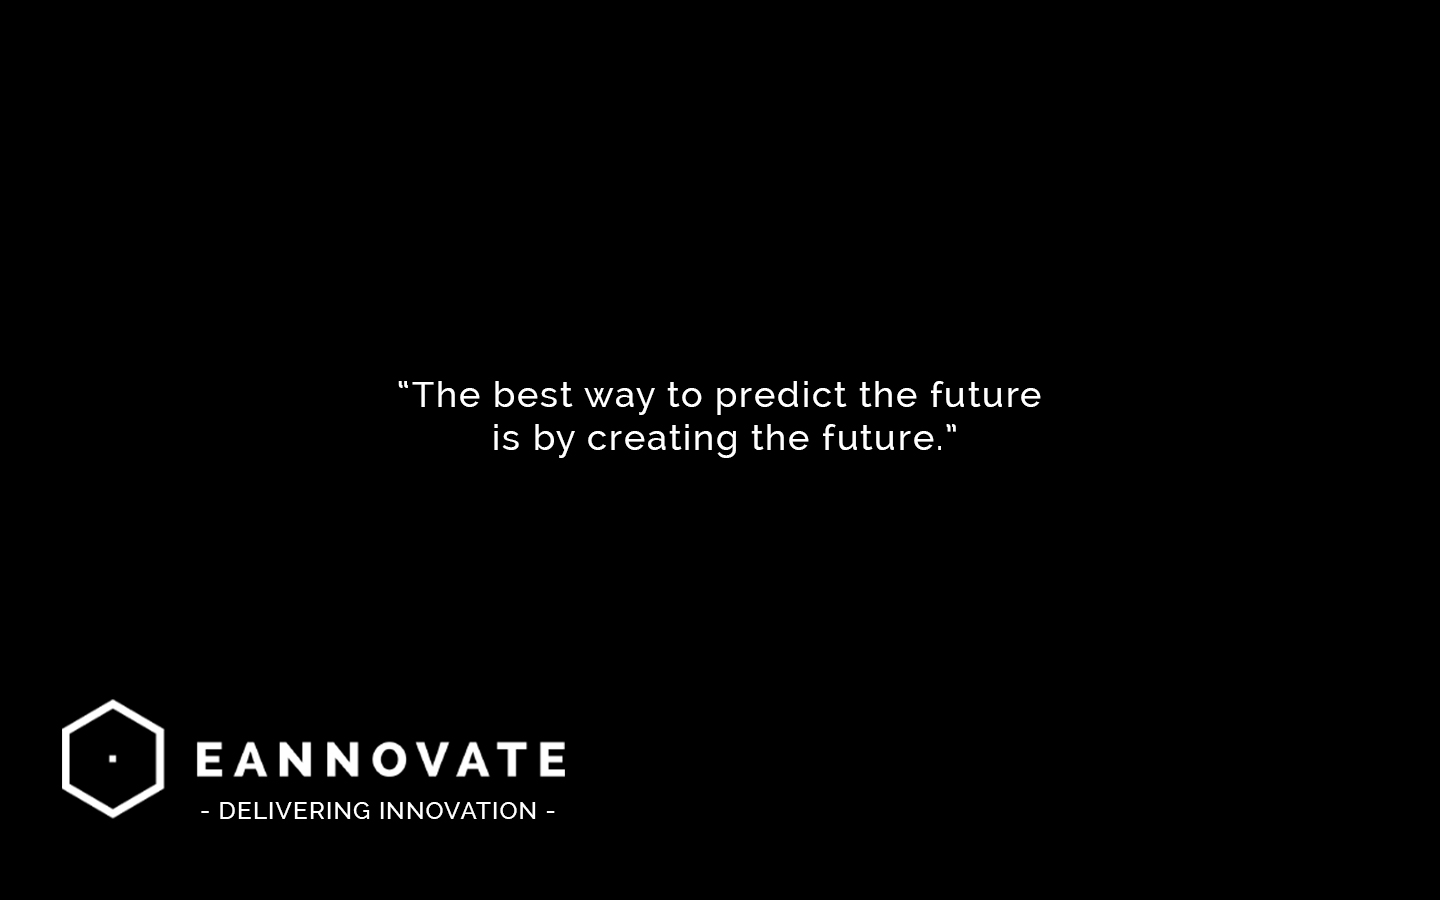 “The best way to predict the future
is by creating the future.”
EANNOVATE
- DELIVERING INNOVATION -